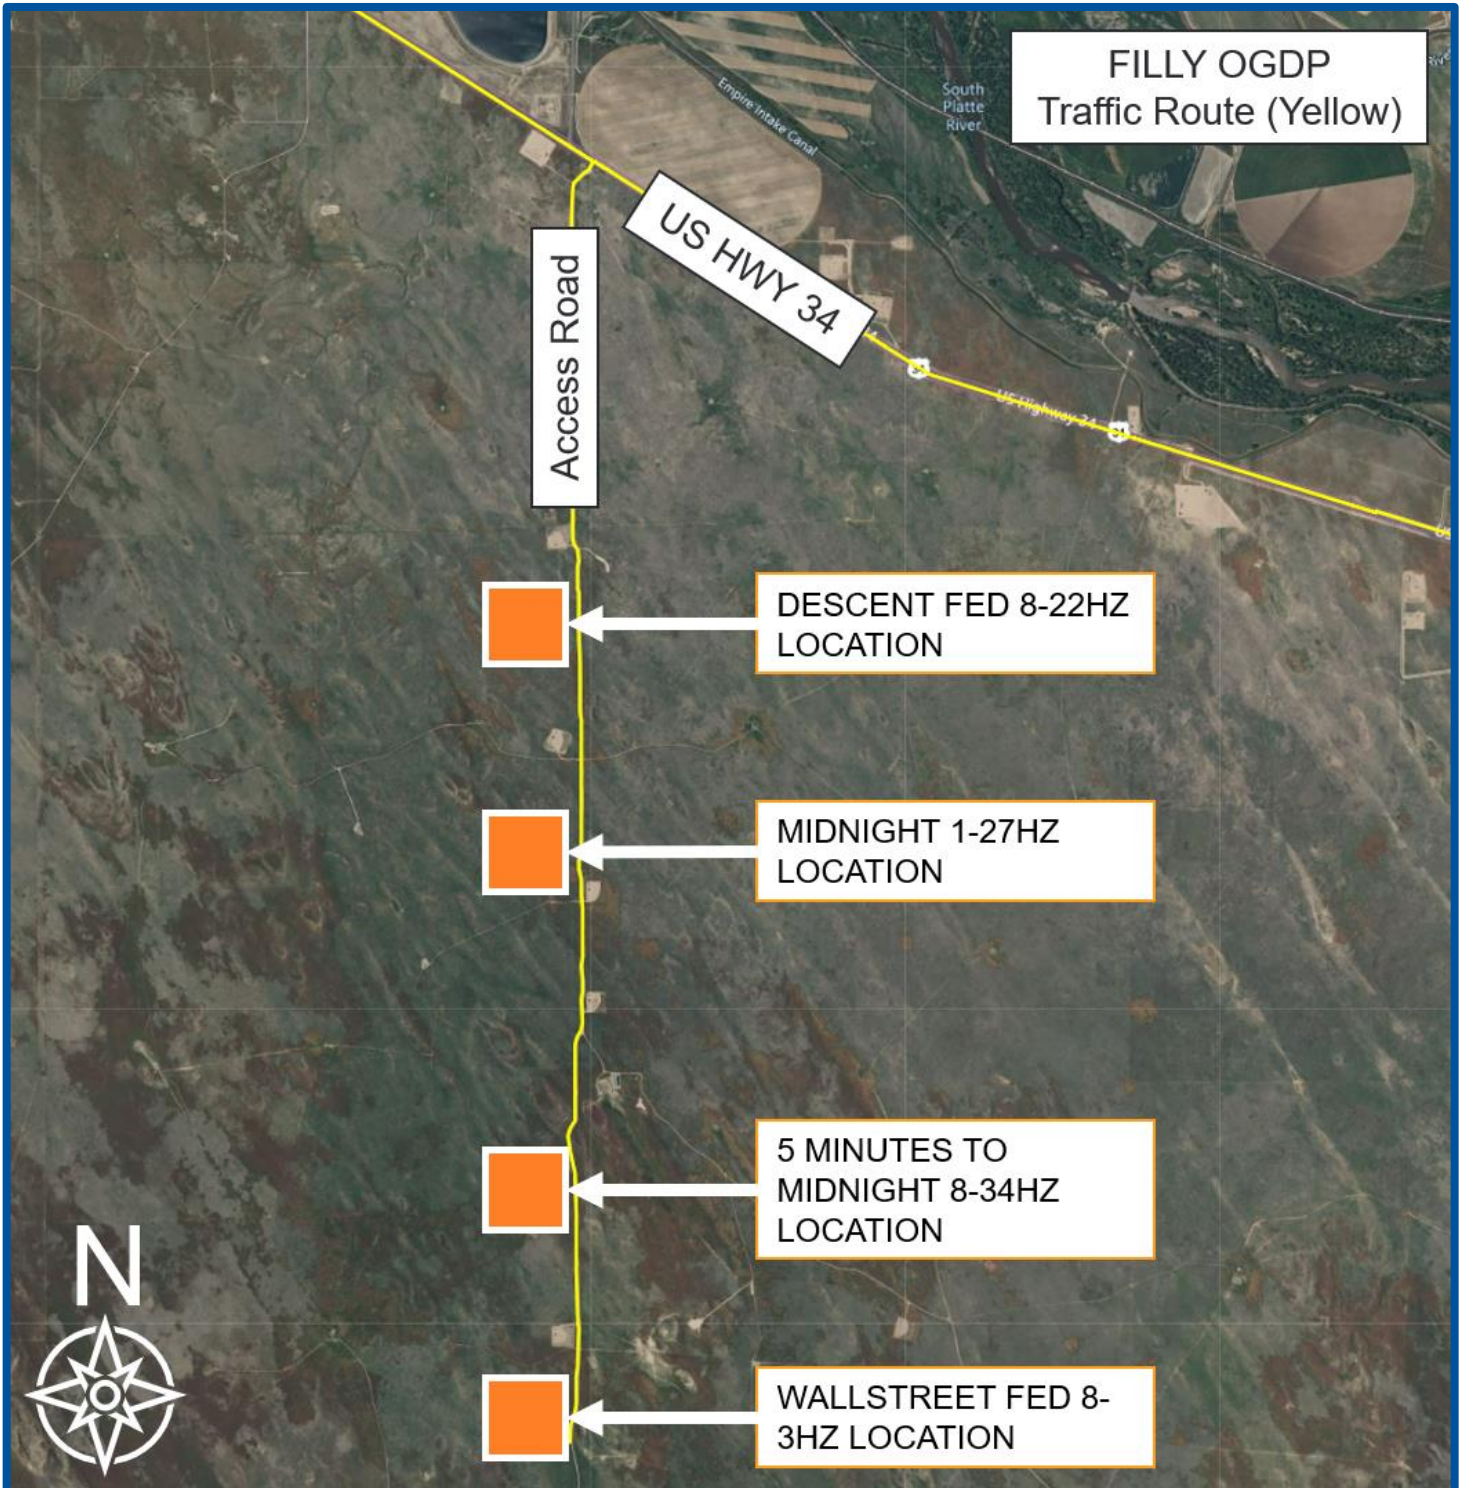 FILLY OGDP
Traffic Route (Yellow)
South
Platte
River
Empire Intake Canal
US HWY 34
Access Road
US Highway 34
DESCENT FED 8-22HZ
LOCATION
MIDNIGHT 1-27HZ
LOCATION
5 MINUTES TO
MIDNIGHT 8-34HZ
LOCATION
N
WALLSTREET FED 8-
3HZ LOCATION